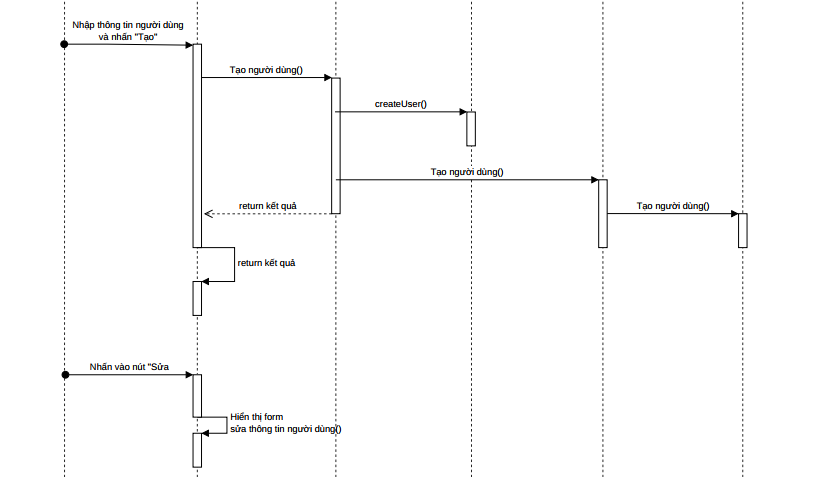 Nhập thông tin người dùng
và nhấn "Tạo"
Tạo người dùng()
createUser()
Tạo người dùng()
return kết quả
Tạo người dùng()
return kết quả
Nhấn vào nút "Sửa
Hiển thị form
sửa thông tin người dùng()